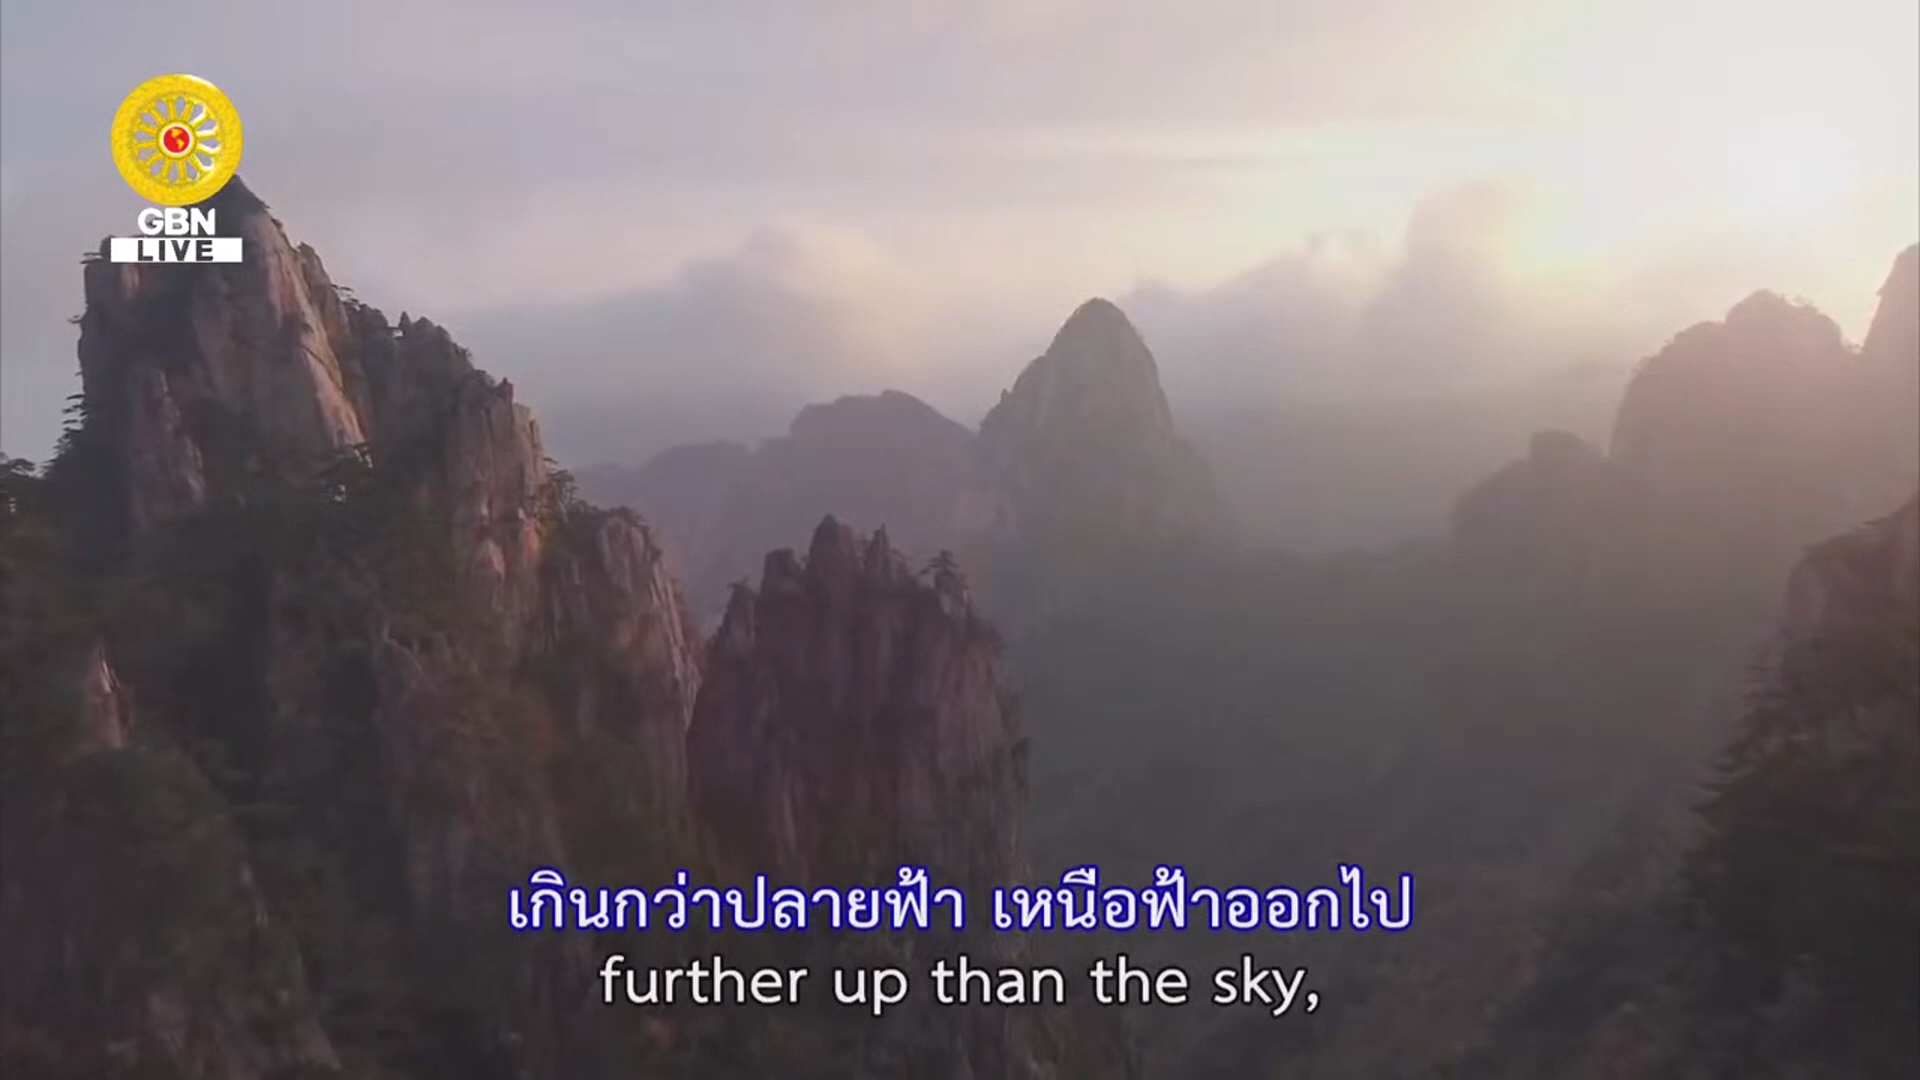 GBN
LIVE
เกินกว่าปลายฟ้า เหนือฟ้าออกไป
further up than the sky,